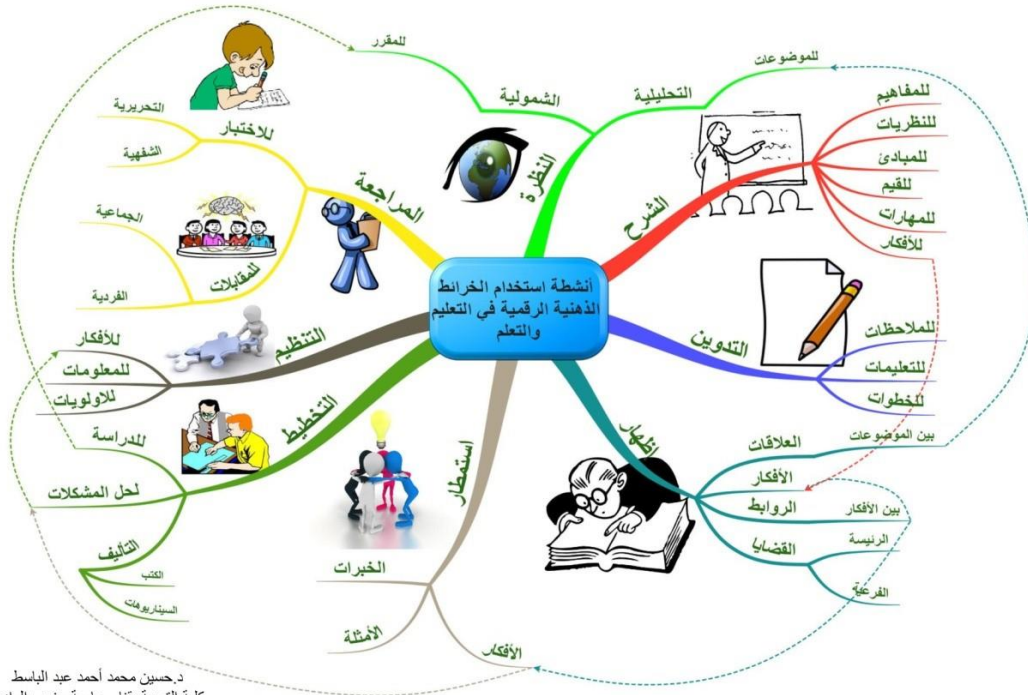 أنشطة استخدام الخرائط
الذهنية الرقمية في التعليم
والتعلم
النظرة
التحليلية
للموضوعات
الشمولية
للمقرر
الشرح
للمفاهيم
للنظريات
للمبادئ
للقيم
للمهارات
للأفكار
التدوين
للملاحظات
للتعليمات
للخطوات
إظهار
العلاقات
بين الموضوعات
الأفكار
الروابط
بين الأفكار
القضايا
الرئيسة
الفرعية
استمطار
الخبرات
الأمثلة
الأفكار
التخطيط
للدراسة
لحل المشكلات
التأليف
الكتب
السيناريوهات
التنظيم
للأفكار
للمعلومات
للاولويات
المراجعة
للاختبار
التحريرية
الشفهية
للمقابلات
الجماعية
الفردية
د.حسين محمد أحمد عبد الباسط